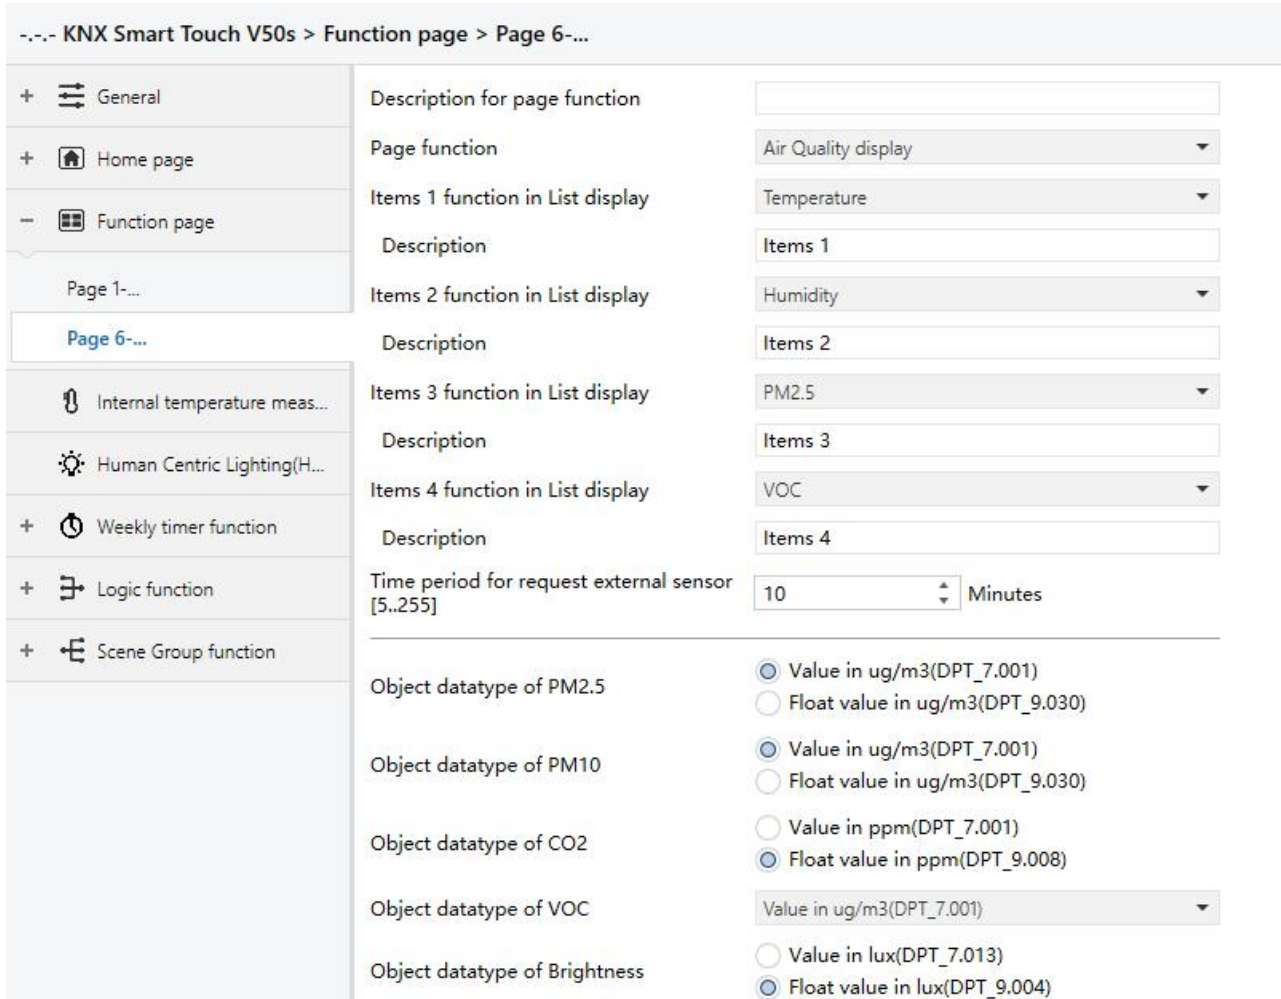 -.-.- KNX Smart Touch V50s > Function page > Page 6-...
+ General
+ Home page
– Function page
Page 1-...
Page 6-...
Internal temperature meas...
Human Centric Lighting(H...
+ Weekly timer function
+ Logic function
+ Scene Group function
Description for page function
Page function Air Quality display
Items 1 function in List display Temperature
Description Items 1
Items 2 function in List display Humidity
Description Items 2
Items 3 function in List display PM2.5
Description Items 3
Items 4 function in List display VOC
Description Items 4
Time period for request external sensor
[5..255] 10 Minutes
Object datatype of PM2.5
Value in ug/m3(DPT_7.001)
Float value in ug/m3(DPT_9.030)
Object datatype of PM10
Value in ug/m3(DPT_7.001)
Float value in ug/m3(DPT_9.030)
Object datatype of CO2
Value in ppm(DPT_7.001)
Float value in ppm(DPT_9.008)
Object datatype of VOC Value in ug/m3(DPT_7.001)
Object datatype of Brightness
Value in lux(DPT_7.013)
Float value in lux(DPT_9.004)